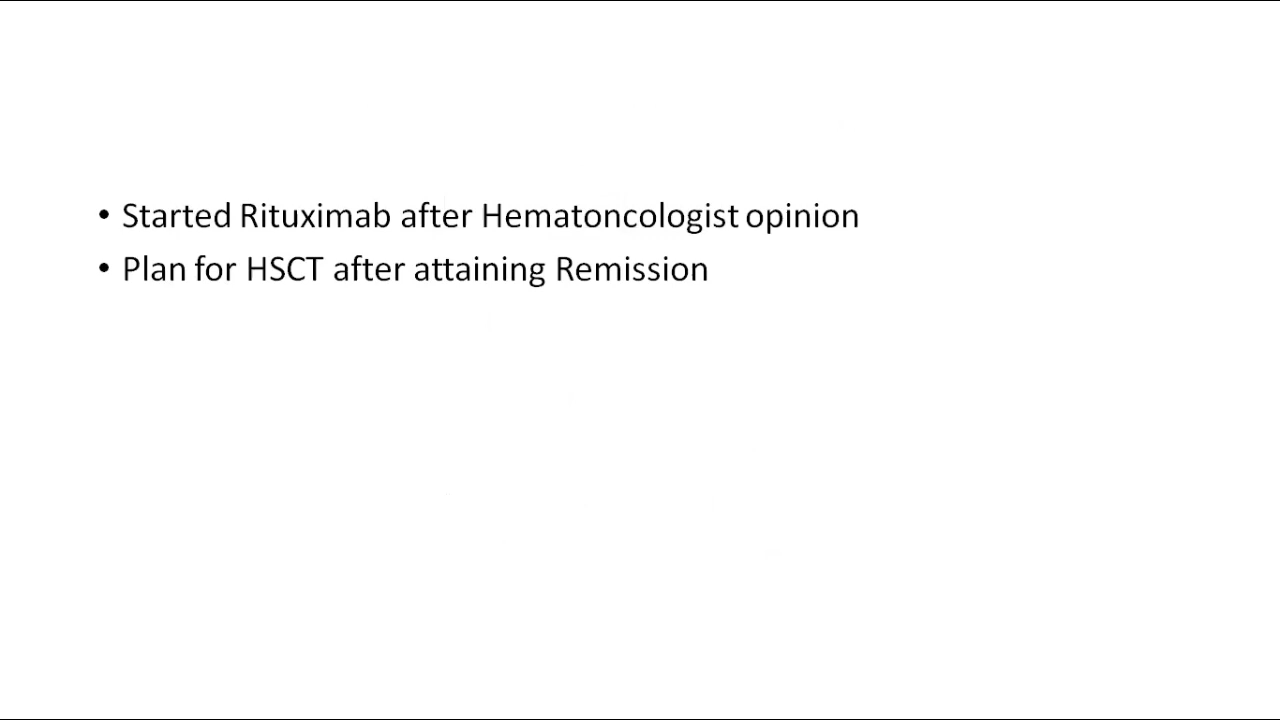 • Started Rituximab after Hematoncologist opinion
• Plan for HSCT after attaining Remission